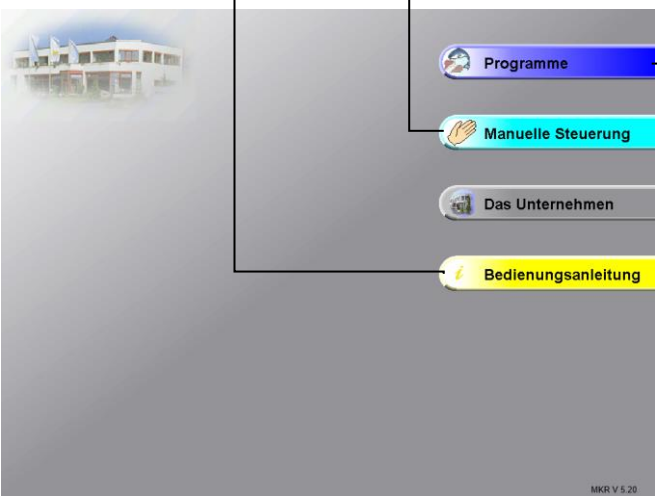 Programme
Manuelle Steuerung
Das Unternehmen
Bedienungsanleitung
MKR V 5.20